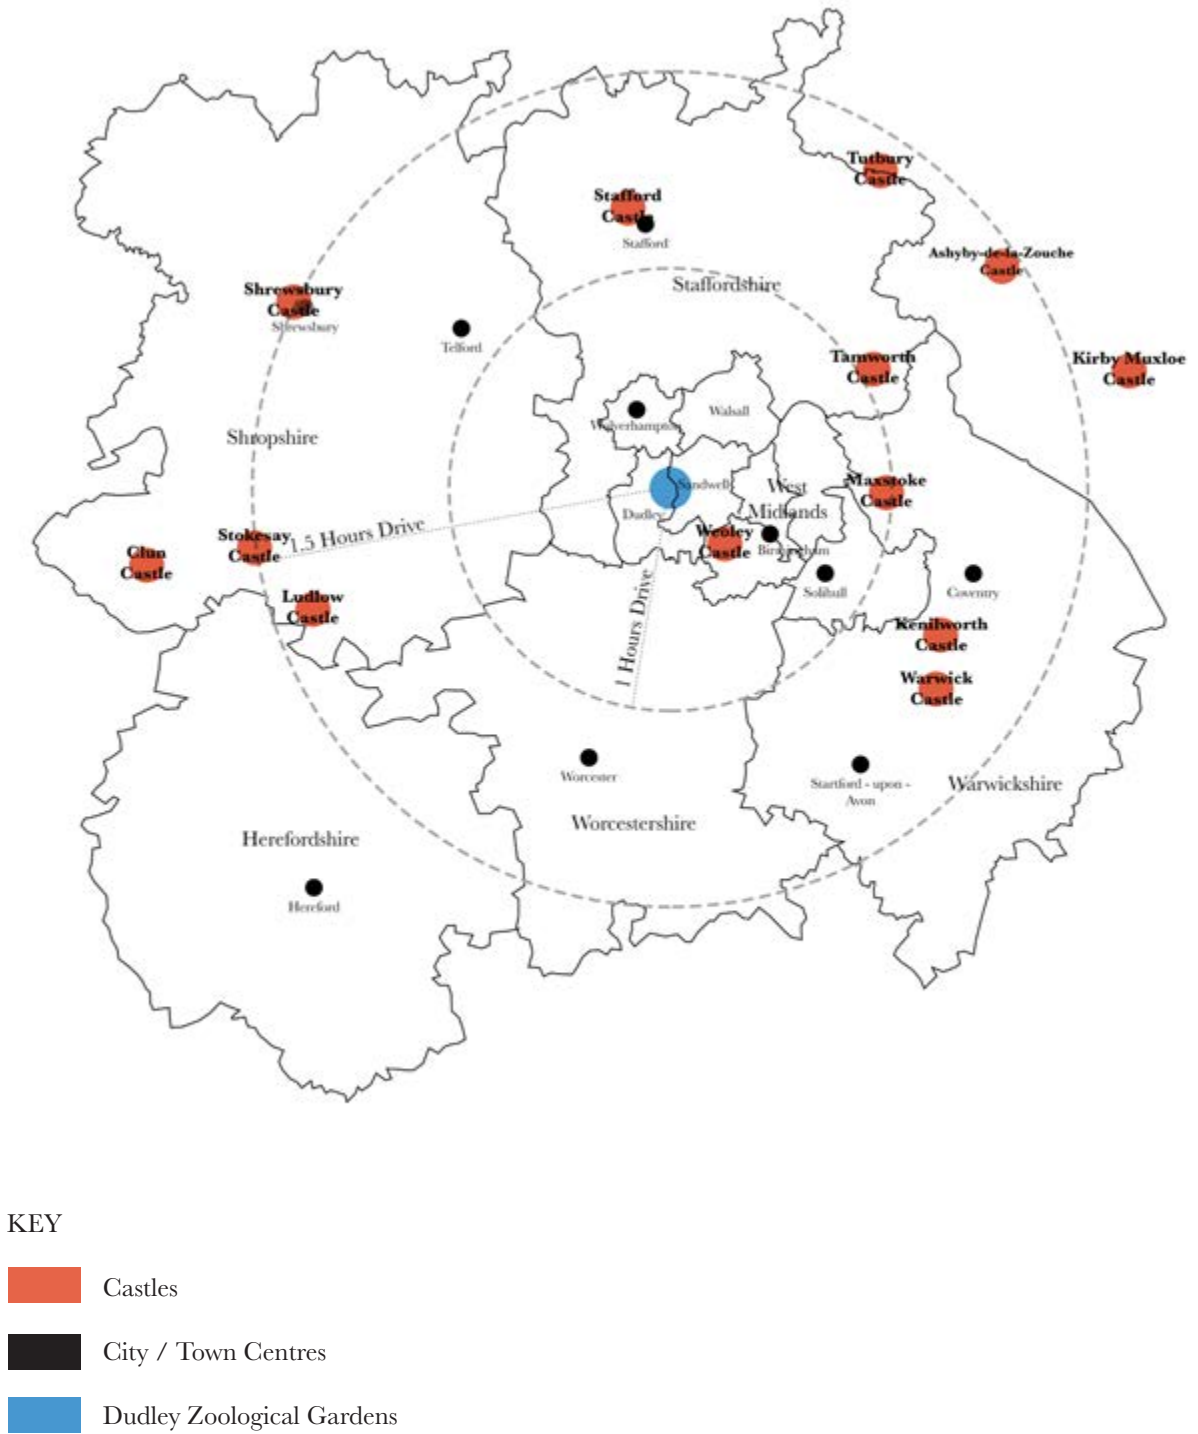 Tutbury
Castle
Stafford
Castle
Stafford
Ashyby-de-la-Zouche
Castle
Staffordshire
Shrewsbury
Castle
Shrewsbury
Telford
Tamworth
Castle
Kirby Muxloe
Castle
Walsall
Wolverhampton
Shropshire
Sandwell
West
Midlands
Maxstoke
Castle
Dudley
Stokesay
Castle
1.5 Hours Drive
Weoley
Castle
Birmingham
Clun
Castle
Ludlow
Castle
1 Hours Drive
Solihull
Coventry
Kenilworth
Castle
Warwick
Castle
Worcester
Startford - upon -
Avon
Warwickshire
Worcestershire
Herefordshire
Hereford
KEY
Castles
City / Town Centres
Dudley Zoological Gardens